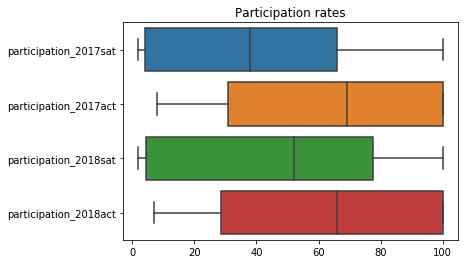 Participation rates
participation_2017sat
participation_2017act
participation_2018sat
participation_2018act
0 20 40 60 80 100